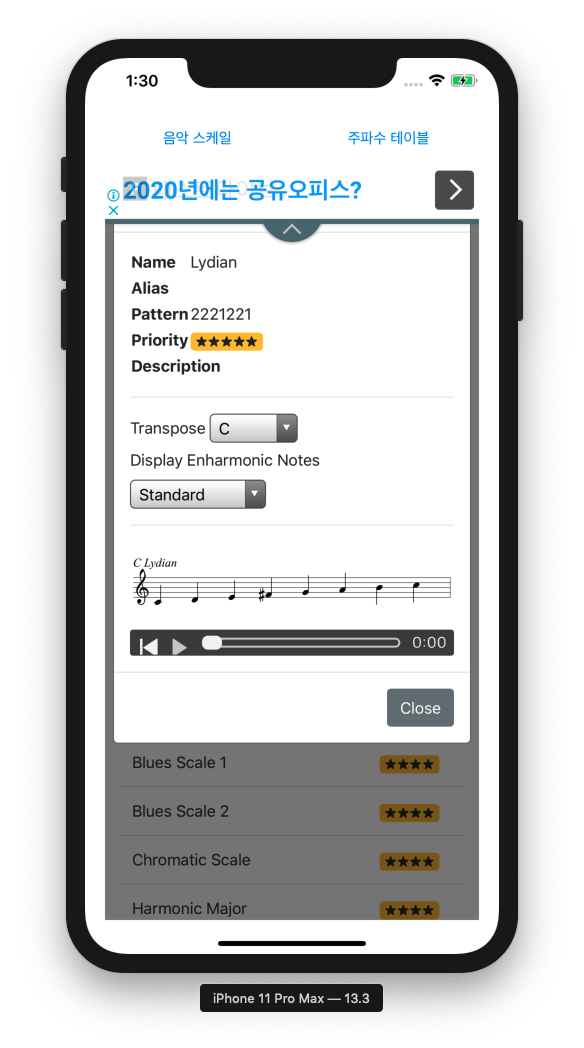 1:30
음악 스케일 주파수 테이블
2020년에는 공유오피스?
Name Lydian
Alias
Pattern 2221221
Priority ★★★★★
Description
Transpose C
Display Enharmonic Notes
Standard
C Lydian
0:00
Close
Blues Scale 1 ★★★★
Blues Scale 2 ★★★★
Chromatic Scale ★★★★
Harmonic Major ★★★★
iPhone 11 Pro Max — 13.3